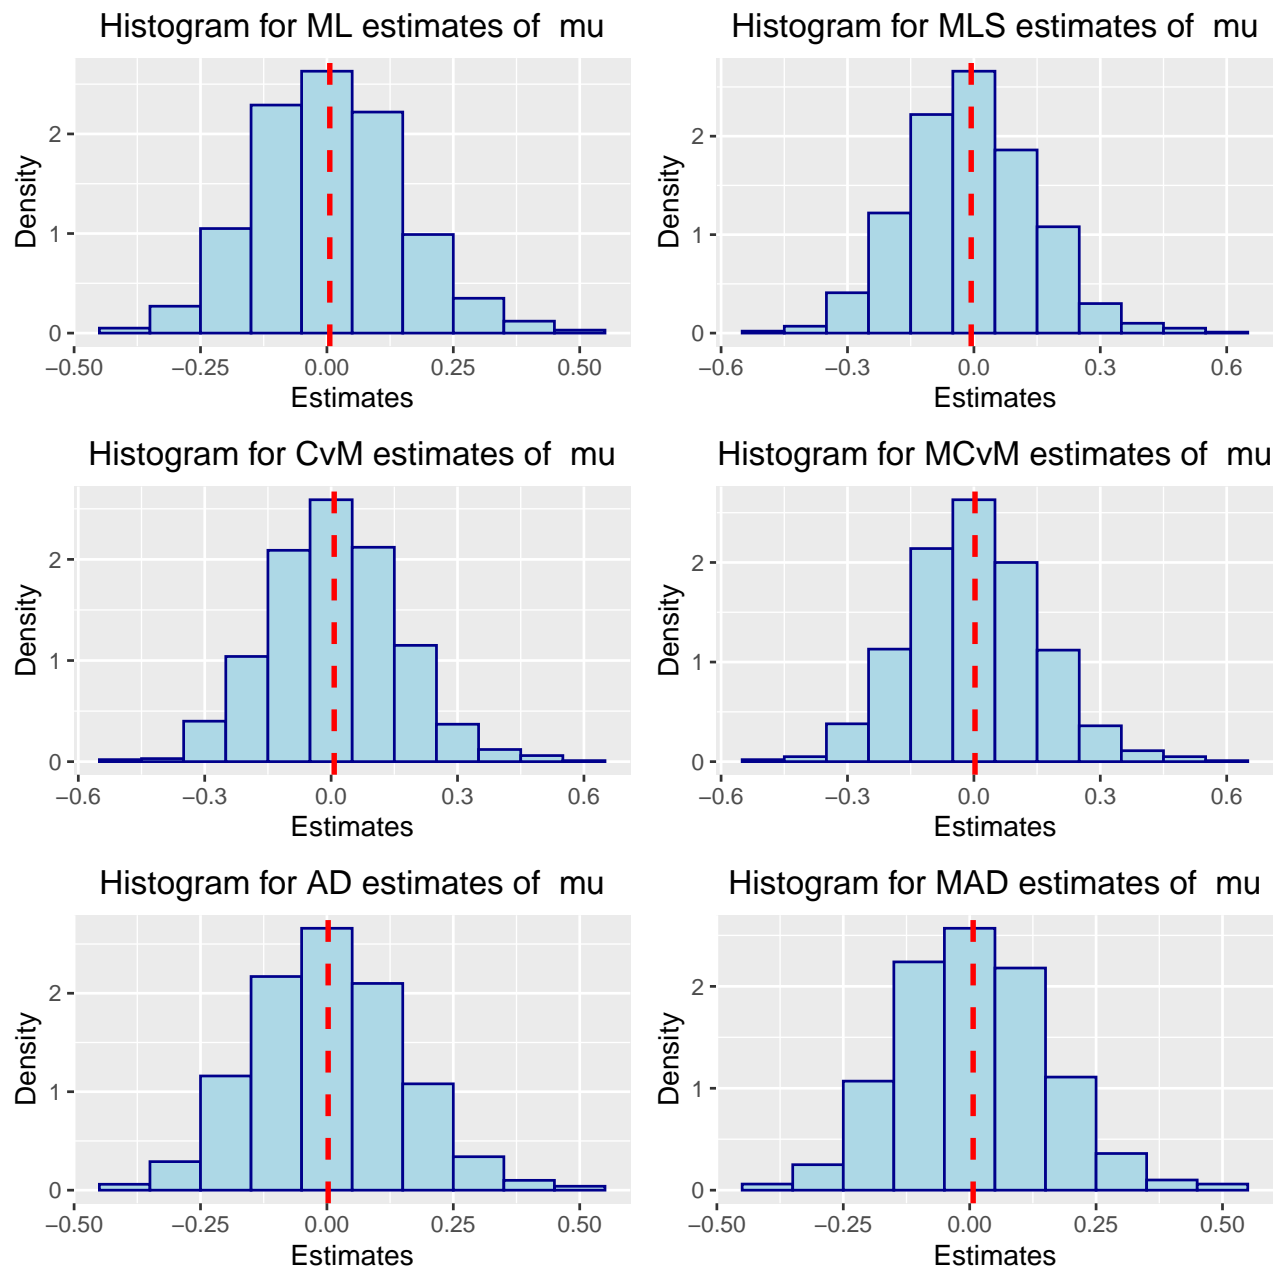 Histogram for ML estimates of  mu
Density
2
1
0
−0.50 −0.25 0.00 0.25 0.50
Estimates
Histogram for MLS estimates of  mu
Density
2
1
0
−0.6 −0.3 0.0 0.3 0.6
Estimates
Histogram for CvM estimates of  mu
Density
2
1
0
−0.6 −0.3 0.0 0.3 0.6
Estimates
Histogram for MCvM estimates of  mu
Density
2
1
0
−0.6 −0.3 0.0 0.3 0.6
Estimates
Histogram for AD estimates of  mu
Density
2
1
0
−0.50 −0.25 0.00 0.25 0.50
Estimates
Histogram for MAD estimates of  mu
Density
2
1
0
−0.50 −0.25 0.00 0.25 0.50
Estimates